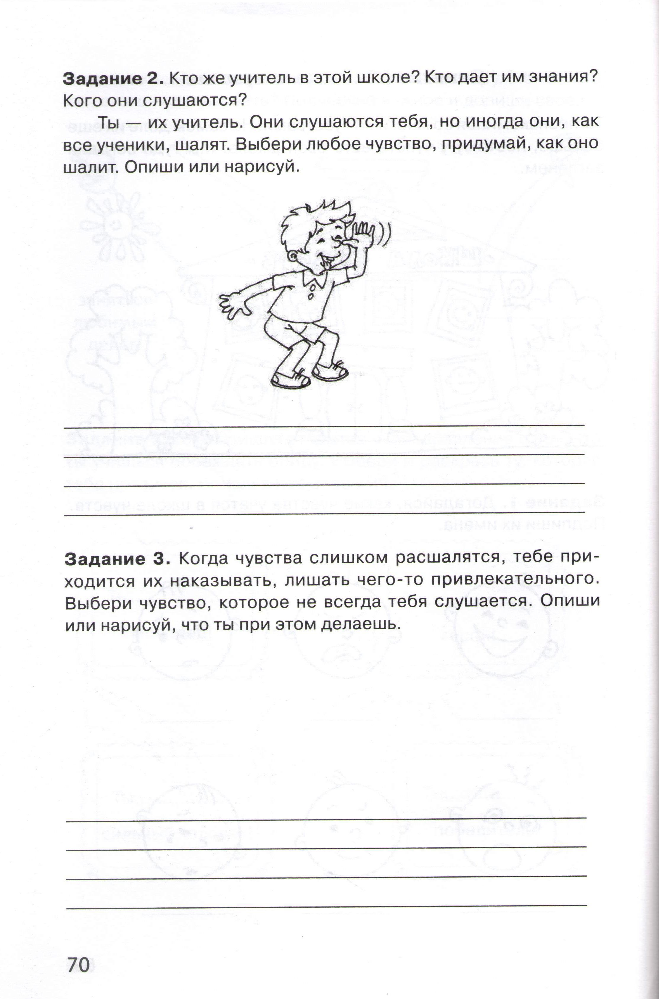 Задание 2. Кто же учитель в этой школе? Кто дает им знания?
Кого они слушаются?
Ты — их учитель. Они слушаются тебя, но иногда они, как
все ученики, шалят. Выбери любое чувство, придумай, как оно
шалит. Опиши или нарисуй.
Задание 3. Когда чувства слишком расшалятся, тебе при-
ходится их наказывать, лишать чего-то привлекательного.
Выбери чувство, которое не всегда тебя слушается. Опиши
или нарисуй, что ты при этом делаешь.
70